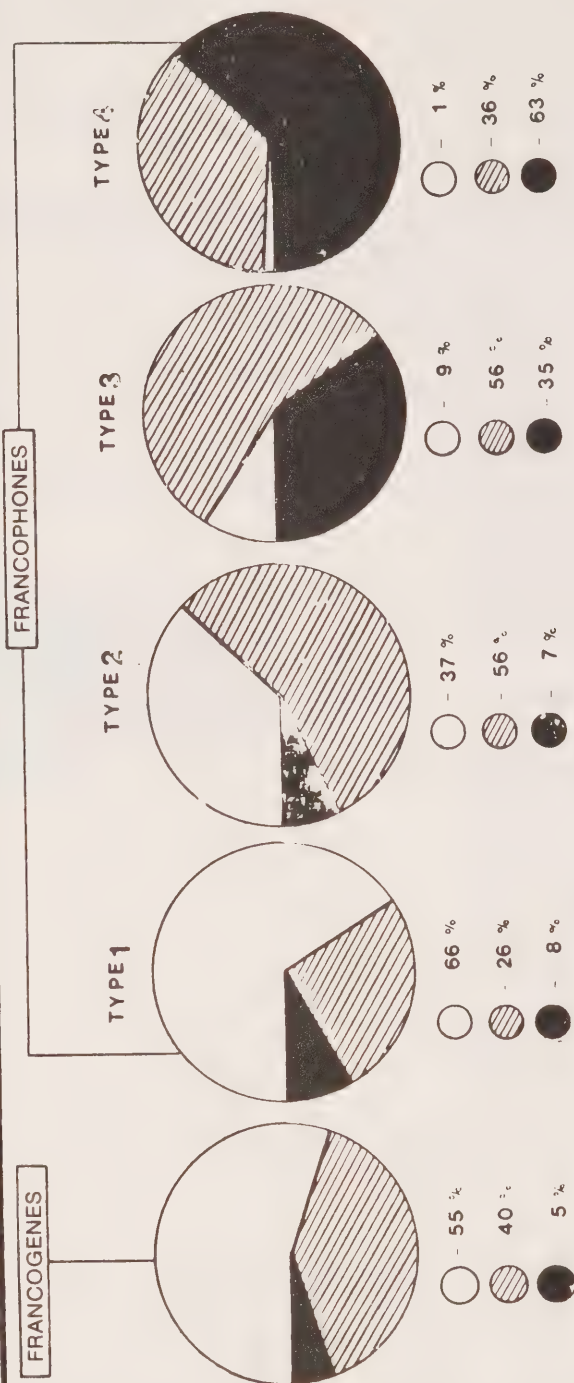 FRANCOGENES
- 55 %
- 40 %
5 %
FRANCOPHONES
TYPE 1
66 %
- 26 %
- 8 %
TYPE 2
- 37 %
- 56 %
- 7 %
TYPE 3
- 9 %
56 %
- 35 %
TYPE 4
- 1 %
- 36 %
- 63 %